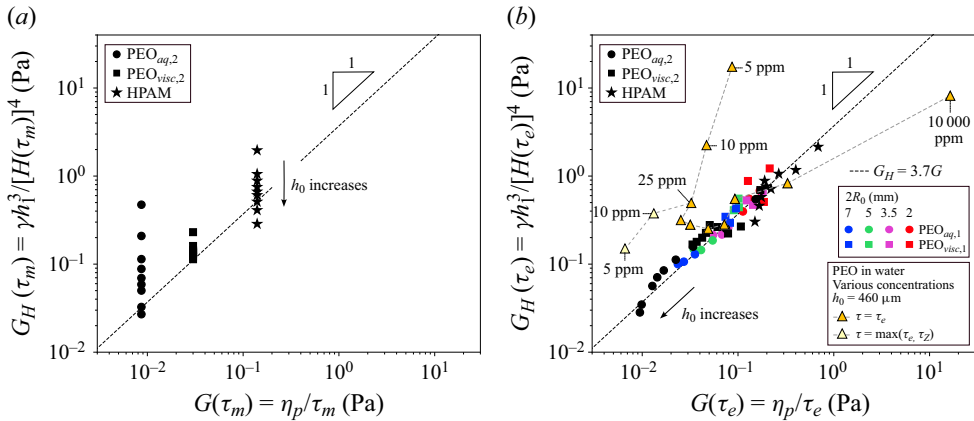 (a)
G_H (τ_m) = γh_1^3/[H(τ_m)]^4 (Pa)
10^1
10^0
10^−1
10^−2
PEO_aq,2
PEO_visc,2
HPAM
1
1
h_0 increases
10^−2 10^−1 10^0 10^1
G(τ_m) = η_p/τ_m (Pa)
(b)
G_H (τ_e) = γh_1^3/[H(τ_e)]^4 (Pa)
10^1
10^0
10^−1
10^−2
PEO_aq,2
PEO_visc,2
HPAM
5 ppm
1
1
10 ppm
10 000
ppm
25 ppm
10 ppm
5 ppm
h_0 increases
G_H = 3.7G
2R_0 (mm)
7 5 3.5 2
PEO_aq,1
PEO_visc,1
PEO in water
Various concentrations
h_0 = 460 μm
τ = τ_e
τ = max(τ_e, τ_Z)
10^−2 10^−1 10^0 10^1
G(τ_e) = η_p/τ_e (Pa)